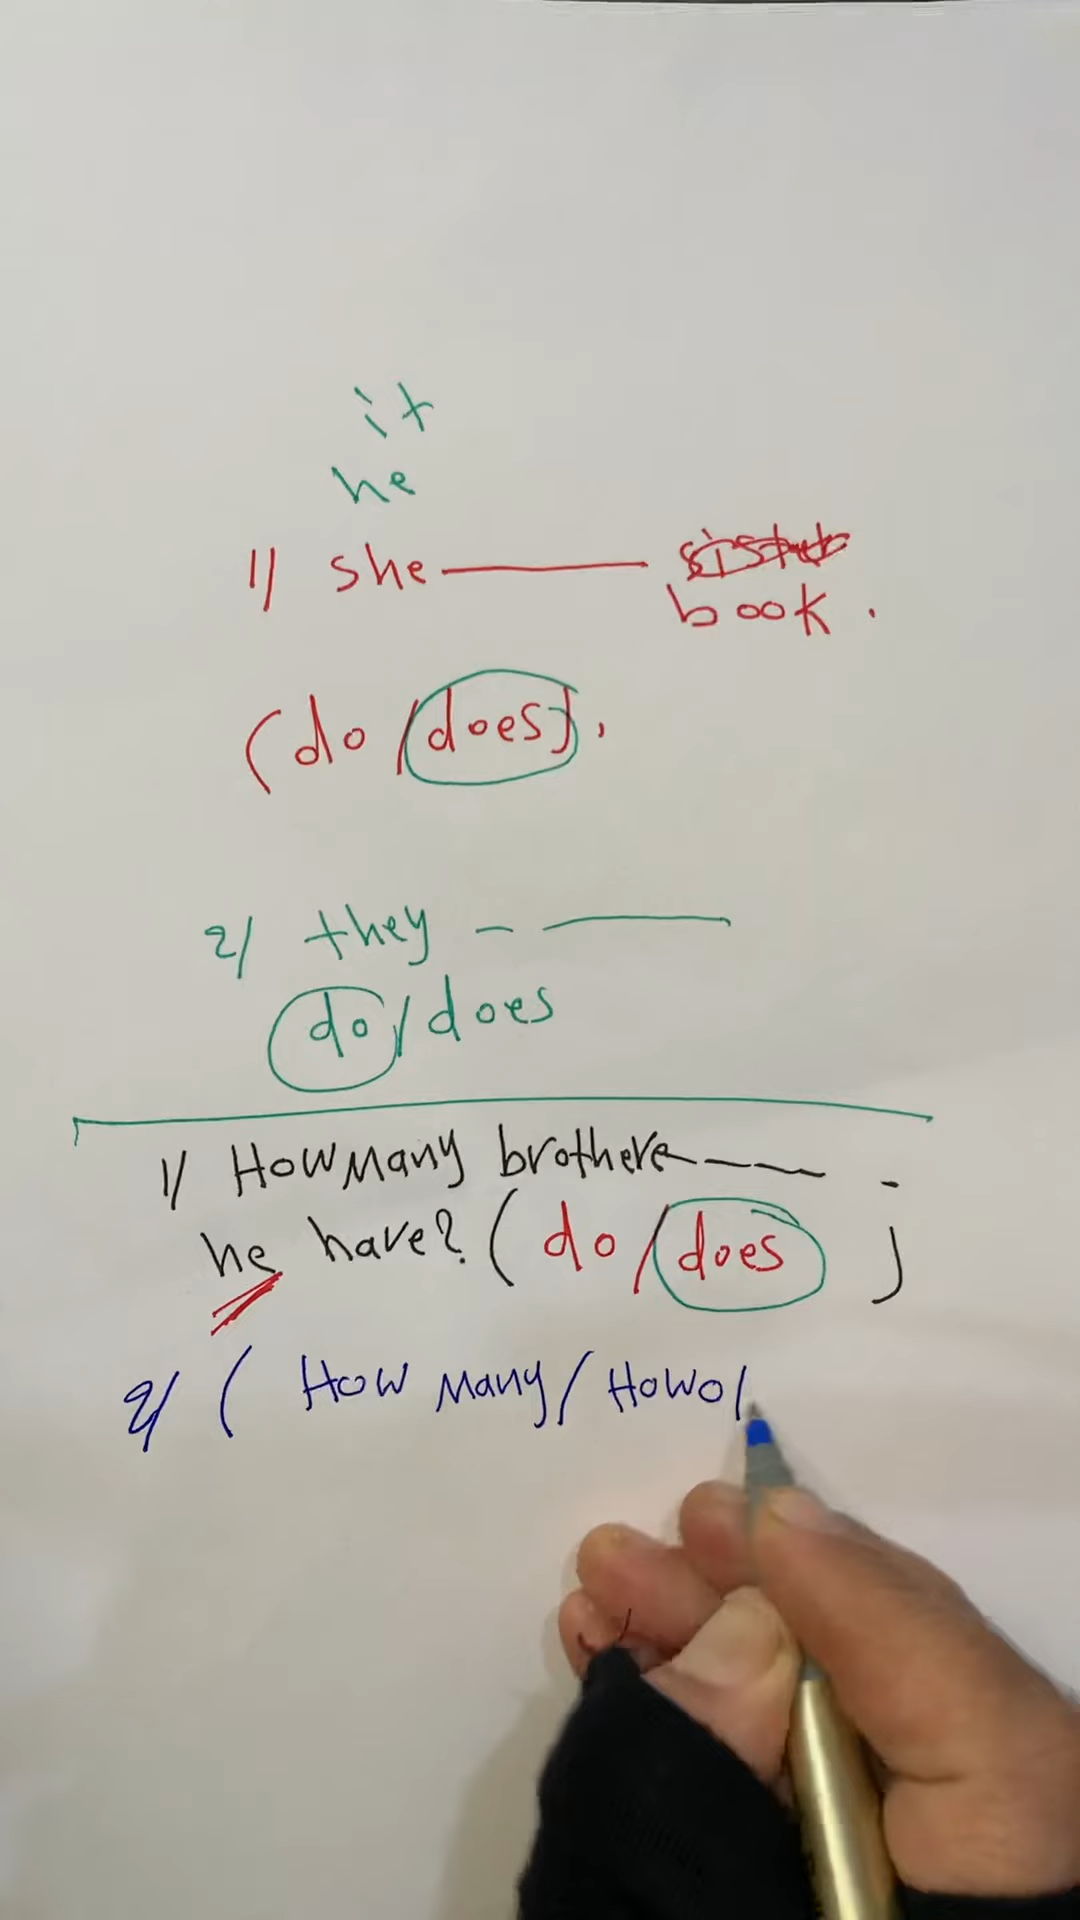 it
he
1) she ———
book .
(do / does).
2/ they - ———
do / does
1/ How Many brothere ---- .
he have? ( do / does )
2/ ( How Many / How ol